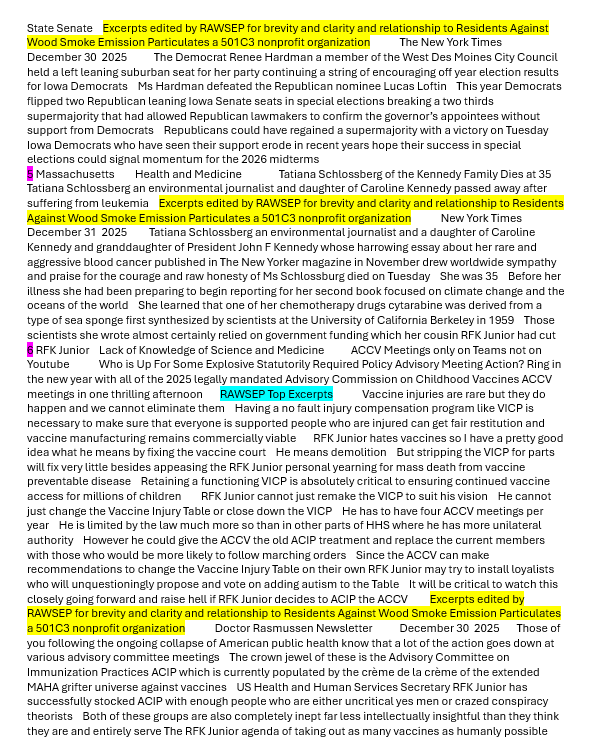 State Senate    Excerpts edited by RAWSEP for brevity and clarity and relationship to Residents Against
Wood Smoke Emission Particulates a 501C3 nonprofit organization         The New York Times
December 30  2025        The Democrat Renee Hardman a member of the West Des Moines City Council
held a left leaning suburban seat for her party continuing a string of encouraging off year election results
for Iowa Democrats    Ms Hardman defeated the Republican nominee Lucas Loftin    This year Democrats
flipped two Republican leaning Iowa Senate seats in special elections breaking a two thirds
supermajority that had allowed Republican lawmakers to confirm the governor's appointees without
support from Democrats    Republicans could have regained a supermajority with a victory on Tuesday
Iowa Democrats who have seen their support erode in recent years hope their success in special
elections could signal momentum for the 2026 midterms
5 Massachusetts      Health and Medicine           Tatiana Schlossberg of the Kennedy Family Dies at 35
Tatiana Schlossberg an environmental journalist and daughter of Caroline Kennedy passed away after
suffering from leukemia    Excerpts edited by RAWSEP for brevity and clarity and relationship to Residents
Against Wood Smoke Emission Particulates a 501C3 nonprofit organization         New York Times
December 31  2025       Tatiana Schlossberg an environmental journalist and a daughter of Caroline
Kennedy and granddaughter of President John F Kennedy whose harrowing essay about her rare and
aggressive blood cancer published in The New Yorker magazine in November drew worldwide sympathy
and praise for the courage and raw honesty of Ms Schlossburg died on Tuesday    She was 35    Before her
illness she had been preparing to begin reporting for her second book focused on climate change and the
oceans of the world    She learned that one of her chemotherapy drugs cytarabine was derived from a
type of sea sponge first synthesized by scientists at the University of California Berkeley in 1959    Those
scientists she wrote almost certainly relied on government funding which her cousin RFK Junior had cut
6 RFK Junior    Lack of Knowledge of Science and Medicine         ACCV Meetings only on Teams not on
Youtube         Who is Up For Some Explosive Statutorily Required Policy Advisory Meeting Action? Ring in
the new year with all of the 2025 legally mandated Advisory Commission on Childhood Vaccines ACCV
meetings in one thrilling afternoon      RAWSEP Top Excerpts          Vaccine injuries are rare but they do
happen and we cannot eliminate them    Having a no fault injury compensation program like VICP is
necessary to make sure that everyone is supported people who are injured can get fair restitution and
vaccine manufacturing remains commercially viable      RFK Junior hates vaccines so I have a pretty good
idea what he means by fixing the vaccine court    He means demolition    But stripping the VICP for parts
will fix very little besides appeasing the RFK Junior personal yearning for mass death from vaccine
preventable disease    Retaining a functioning VICP is absolutely critical to ensuring continued vaccine
access for millions of children      RFK Junior cannot just remake the VICP to suit his vision    He cannot
just change the Vaccine Injury Table or close down the VICP    He has to have four ACCV meetings per
year    He is limited by the law much more so than in other parts of HHS where he has more unilateral
authority    However he could give the ACCV the old ACIP treatment and replace the current members
with those who would be more likely to follow marching orders    Since the ACCV can make
recommendations to change the Vaccine Injury Table on their own RFK Junior may try to install loyalists
who will unquestioningly propose and vote on adding autism to the Table    It will be critical to watch this
closely going forward and raise hell if RFK Junior decides to ACIP the ACCV       Excerpts edited by
RAWSEP for brevity and clarity and relationship to Residents Against Wood Smoke Emission Particulates
a 501C3 nonprofit organization         Doctor Rasmussen Newsletter         December 30  2025      Those of
you following the ongoing collapse of American public health know that a lot of the action goes down at
various advisory committee meetings    The crown jewel of these is the Advisory Committee on
Immunization Practices ACIP which is currently populated by the crème de la crème of the extended
MAHA grifter universe against vaccines    US Health and Human Services Secretary RFK Junior has
successfully stocked ACIP with enough people who are either uncritical yes men or crazed conspiracy
theorists    Both of these groups are also completely inept far less intellectually insightful than they think
they are and entirely serve The RFK Junior agenda of taking out as many vaccines as humanly possible